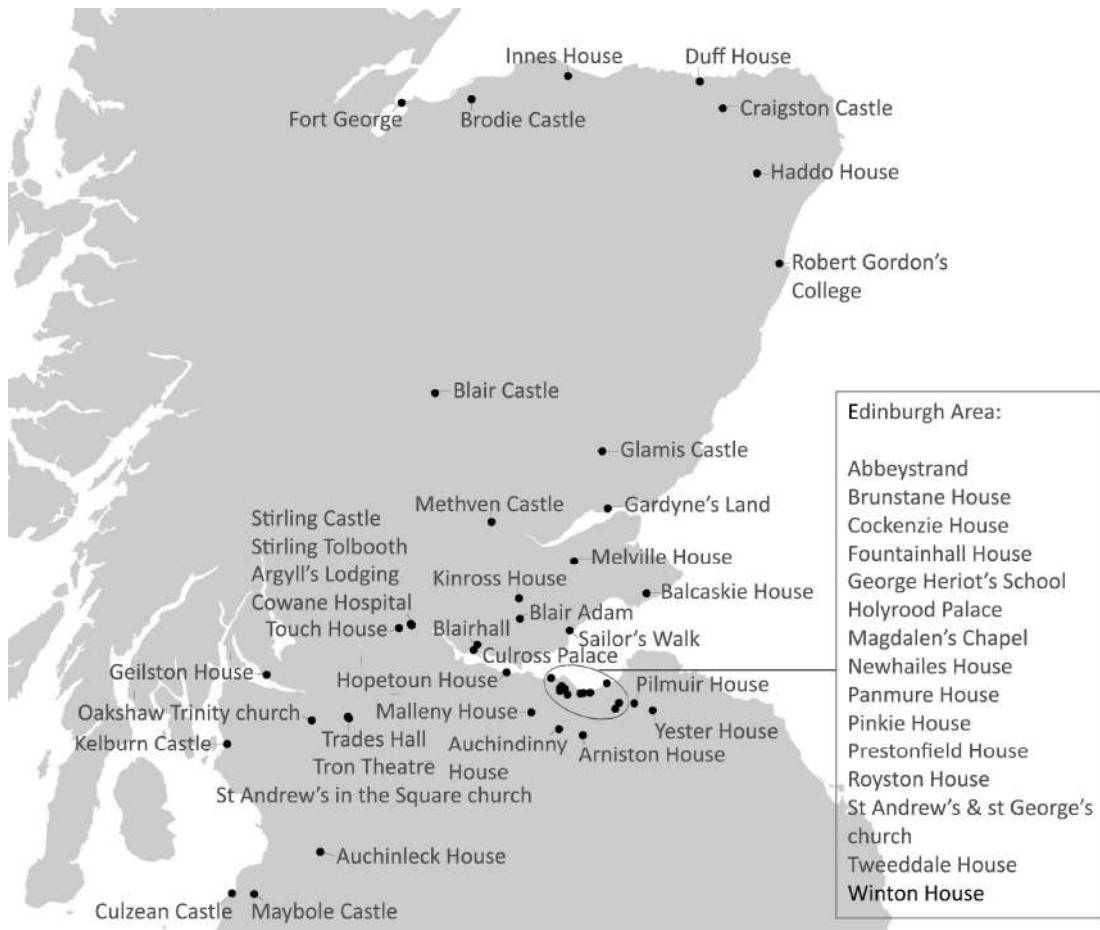 Innes House
Duff House
Fort George
Brodie Castle
Craigston Castle
Haddo House
Robert Gordon's
College
Blair Castle
Glamis Castle
Methven Castle
Gardyne's Land
Stirling Castle
Stirling Tolbooth
Argyll's Lodging
Cowane Hospital
Touch House
Melville House
Kinross House
Balcaskie House
Blair Adam
Blairhall
Sailor's Walk
Culross Palace
Geilston House
Hopetoun House
Pilmuir House
Oakshaw Trinity church
Malleny House
Yester House
Kelburn Castle
Trades Hall
Tron Theatre
St Andrew's in the Square church
Auchindinny
House
Arniston House
Auchinleck House
Culzean Castle
Maybole Castle
Edinburgh Area:
Abbeystrand
Brunstane House
Cockenzie House
Fountainhall House
George Heriot's School
Holyrood Palace
Magdalen's Chapel
Newhailes House
Panmure House
Pinkie House
Prestonfield House
Royston House
St Andrew's & st George's
church
Tweeddale House
Winton House